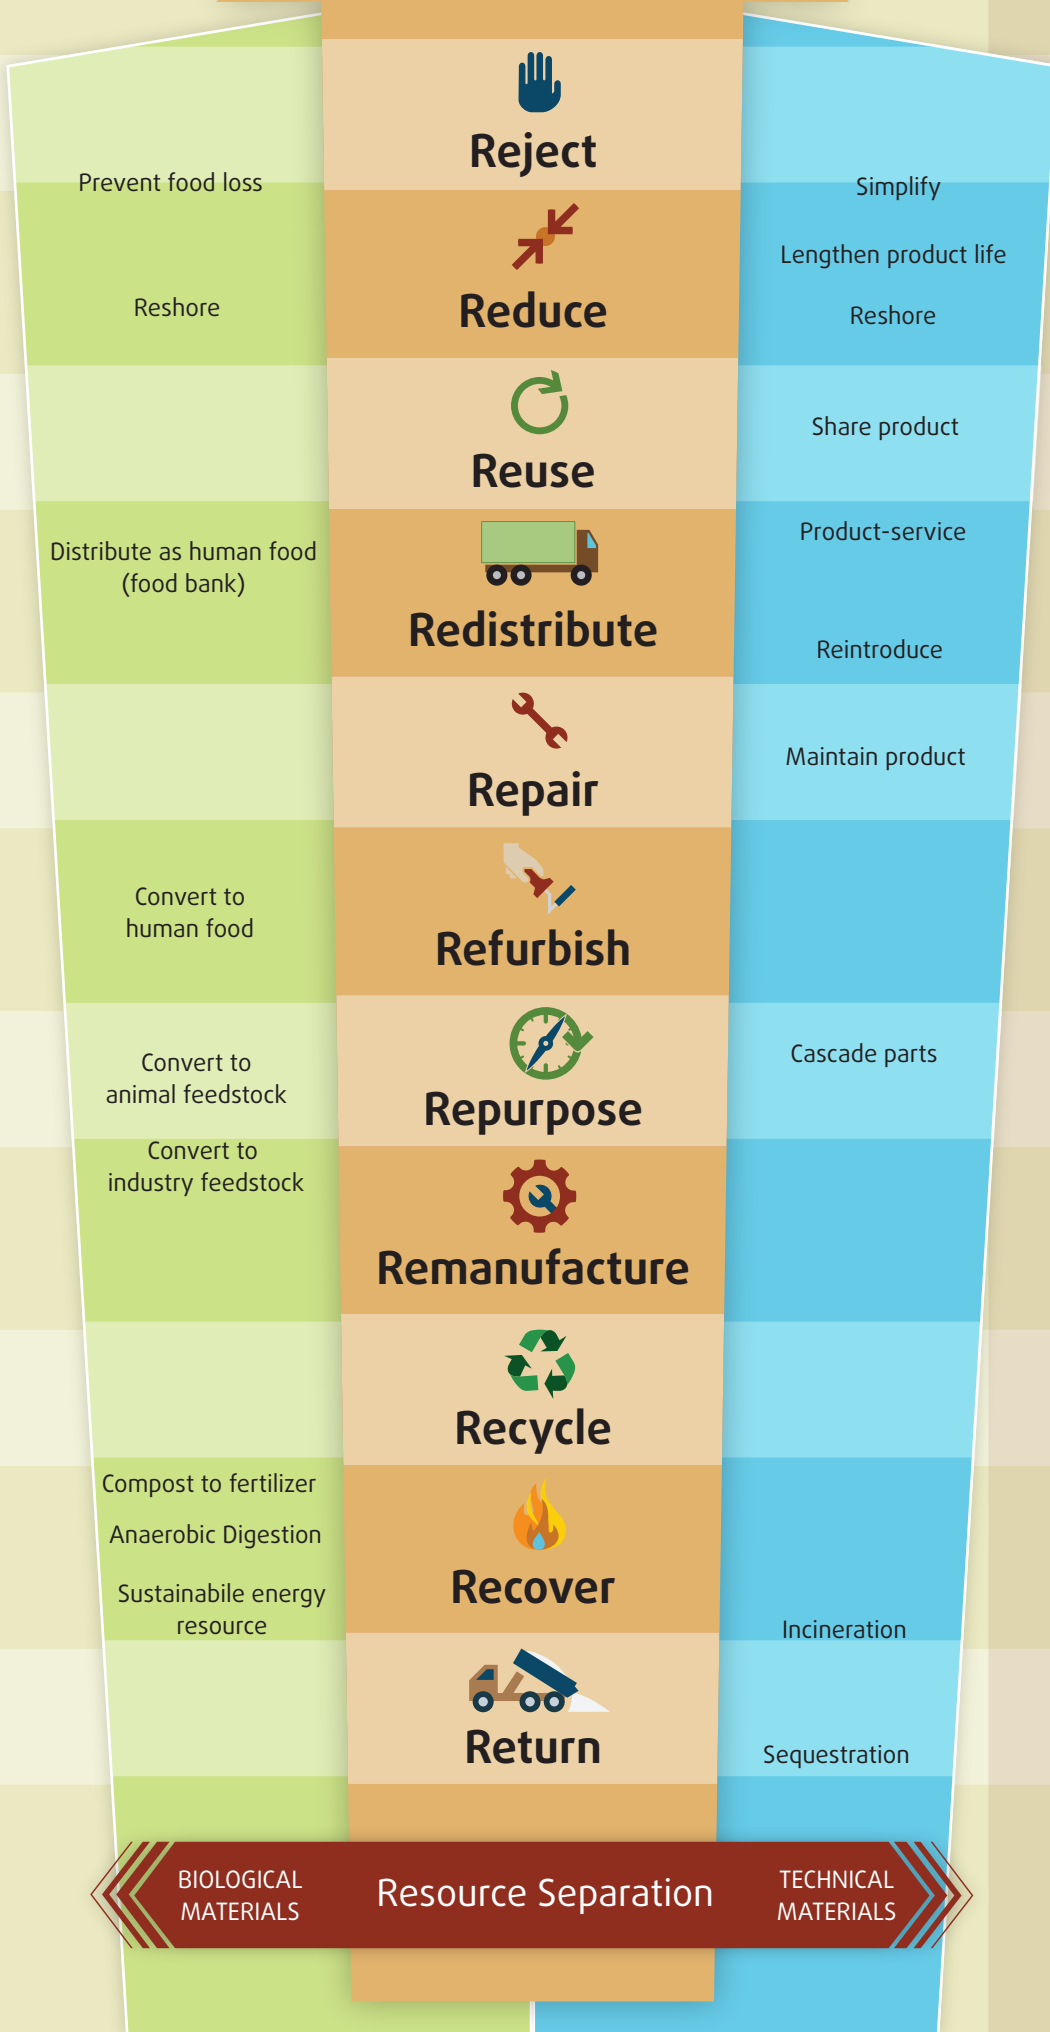 Reject
Prevent food loss
Simplify
Lengthen product life
Reshore
Reduce
Reshore
Share product
Reuse
Product-service
Distribute as human food
(food bank)
Redistribute
Reintroduce
Maintain product
Repair
Convert to
human food
Refurbish
Cascade parts
Convert to
animal feedstock
Repurpose
Convert to
industry feedstock
Remanufacture
Recycle
Compost to fertilizer
Anaerobic Digestion
Recover
Sustainabile energy
resource
Incineration
Return
Sequestration
BIOLOGICAL
MATERIALS
Resource Separation
TECHNICAL
MATERIALS